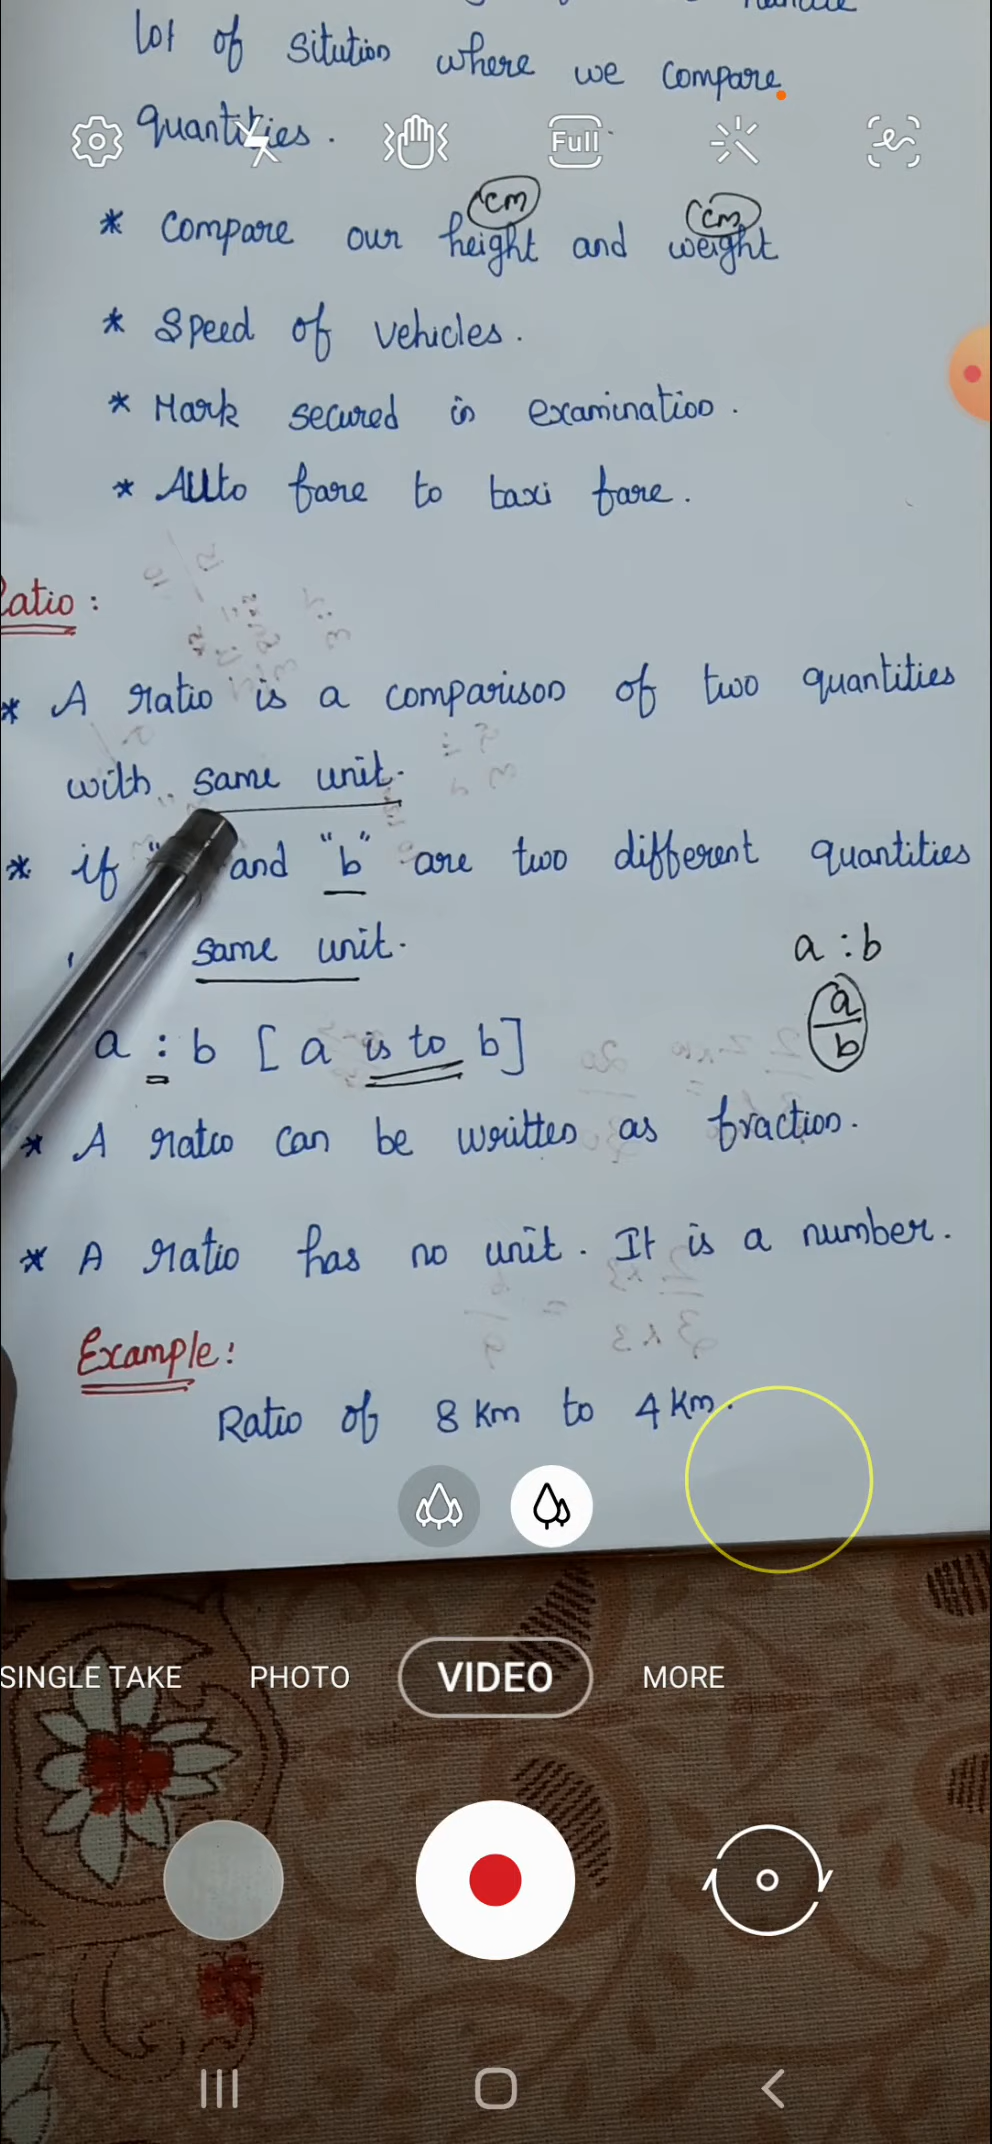 lot of sitution where we compare
quantities.
Full
cm cm
* Compare our height and weight
* Speed of vehicles.
* Mark secured in examination.
* Auto fare to taxi fare.
Ratio:
* A ratio is a comparison of two quantities
with same unit.
* if and "b" are two different quantities
same unit.
a : b
a : b [a is to b]
a
b
* A ratio can be written as fraction.
* A ratio has no unit. It is a number.
Example:
Ratio of 8 km to 4 km.
SINGLE TAKE PHOTO VIDEO MORE